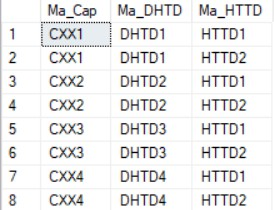 Ma_Cap Ma_DHTD Ma_HTTD
1 CXX1 DHTD1 HTTD1
2 CXX1 DHTD1 HTTD2
3 CXX2 DHTD2 HTTD1
4 CXX2 DHTD2 HTTD2
5 CXX3 DHTD3 HTTD1
6 CXX3 DHTD3 HTTD2
7 CXX4 DHTD4 HTTD1
8 CXX4 DHTD4 HTTD2